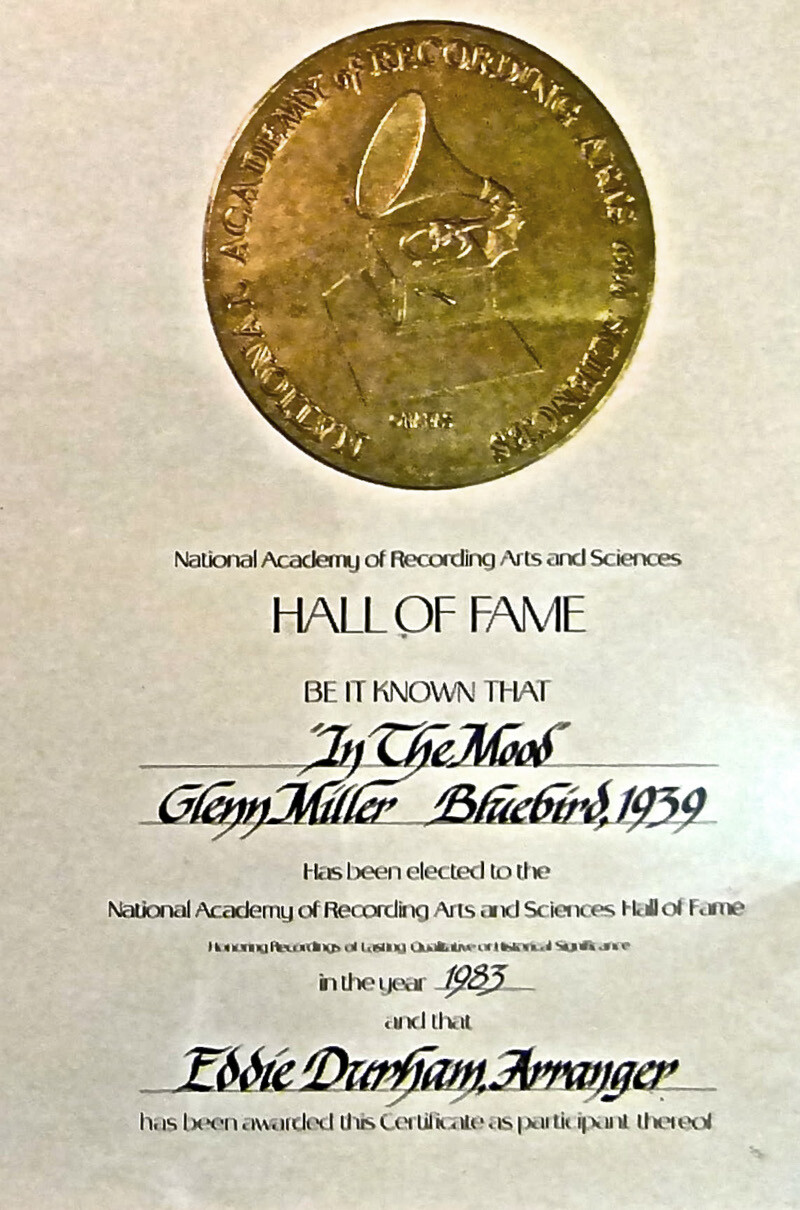 NATIONAL ACADEMY of RECORDING ARTS and SCIENCES
National Academy of Recording Arts and Sciences
HALL OF FAME
BE IT KNOWN THAT
"In The Mood"
Glenn Miller Bluebird, 1939
Has been elected to the
National Academy of Recording Arts and Sciences Hall of Fame
Honoring Recordings of Lasting Qualitative or Historical Significance
in the year 1983
and that
Eddie Durham, Arranger
has been awarded this Certificate as participant thereof